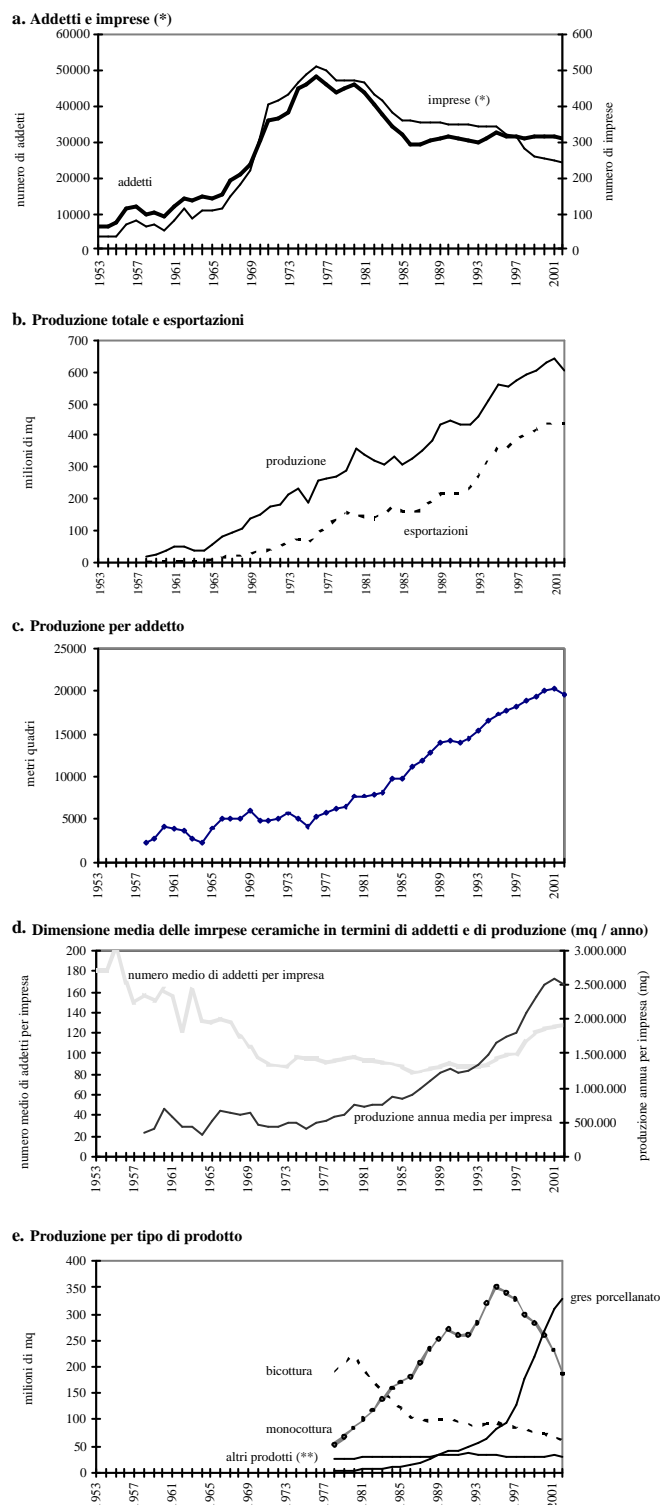 a. Addetti e imprese (*)
60000
50000
40000
30000
20000
10000
0
numero di addetti
600
500
400
300
200
100
0
numero di imprese
imprese (*)
addetti
1953 1957 1961 1965 1969 1973 1977 1981 1985 1989 1993 1997 2001
b. Produzione totale e esportazioni
700
600
500
400
300
200
100
0
milioni di mq
produzione
esportazioni
1953 1957 1961 1965 1969 1973 1977 1981 1985 1989 1993 1997 2001
c. Produzione per addetto
25000
20000
15000
10000
5000
0
metri quadri
1953 1957 1961 1965 1969 1973 1977 1981 1985 1989 1993 1997 2001
d. Dimensione media delle imrpese ceramiche in termini di addetti e di produzione (mq / anno)
200
180
160
140
120
100
80
60
40
20
0
numero medio di addetti per impresa
3.000.000
2.500.000
2.000.000
1.500.000
1.000.000
500.000
0
produzione annua per impresa (mq)
numero medio di addetti per impresa
produzione annua media per impresa
1953 1957 1961 1965 1969 1973 1977 1981 1985 1989 1993 1997 2001
e. Produzione per tipo di prodotto
400
350
300
250
200
150
100
50
0
milioni di mq
gres porcellanato
bicottura
monocottura
altri prodotti (**)
1953 1957 1961 1965 1969 1973 1977 1981 1985 1989 1993 1997 2001